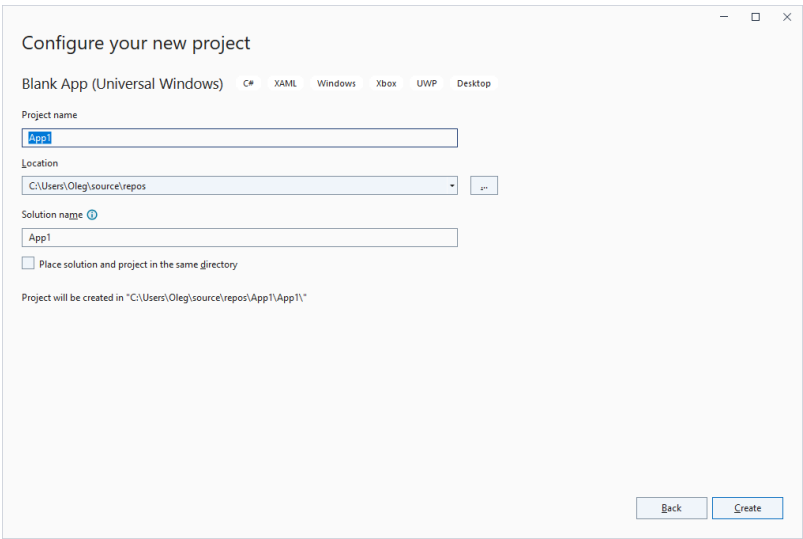 Configure your new project
Blank App (Universal Windows) C# XAML Windows Xbox UWP Desktop
Project name
App1
Location
C:\Users\Oleg\source\repos
...
Solution name
App1
Place solution and project in the same directory
Project will be created in "C:\Users\Oleg\source\repos\App1\App1\"
Back Create